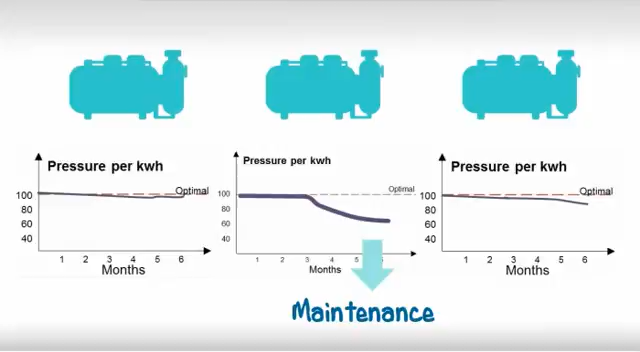 Pressure per kwh
Optimal
100
80
60
40
1 2 3 4 5 6
Months
Pressure per kwh
Optimal
100
80
60
40
1 2 3 4 5
Months
Pressure per kwh
Optimal
100
80
60
40
1 2 3 4 5 6
Months
Maintenance